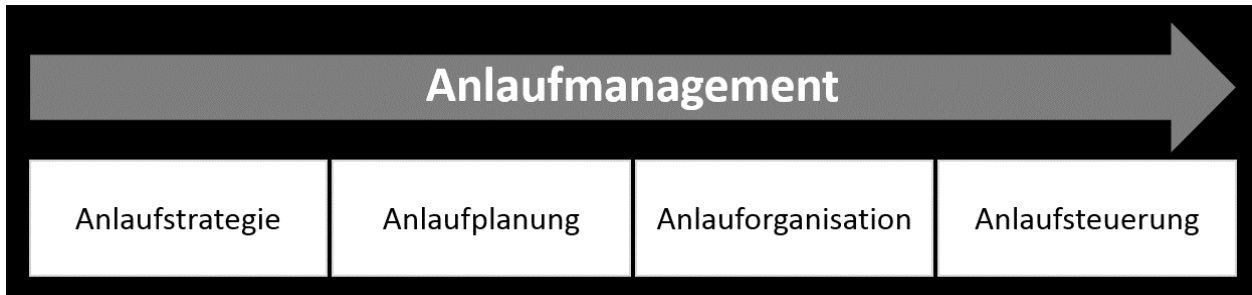 Anlaufmanagement
Anlaufstrategie
Anlaufplanung
Anlauforganisation
Anlaufsteuerung